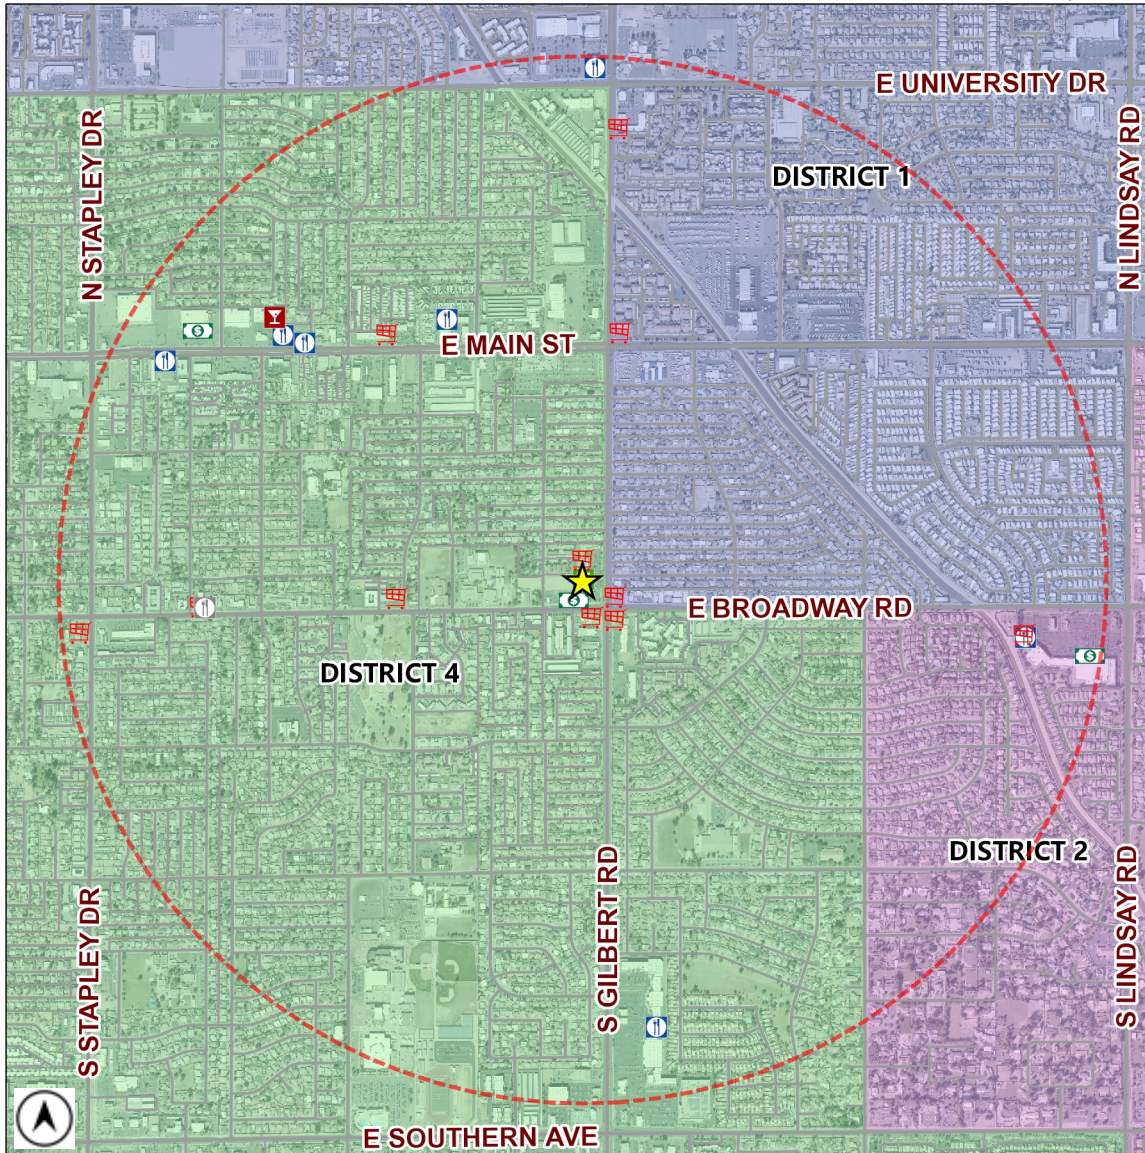 E UNIVERSITY DR
N STAPLEY DR
N LINDSAY RD
DISTRICT 1
E MAIN ST
E BROADWAY RD
DISTRICT 4
DISTRICT 2
S GILBERT RD
S STAPLEY DR
S LINDSAY RD
E SOUTHERN AVE